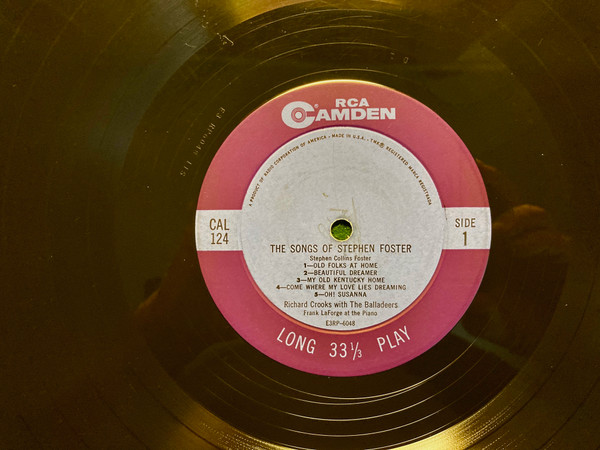 RCA
CAMDEN
A PRODUCT OF RADIO CORPORATION OF AMERICA - MADE IN U.S.A. - TMK® REGISTERED MARCA REGISTRADA
CAL
124
SIDE
1
THE SONGS OF STEPHEN FOSTER
Stephen Collins Foster
1—OLD FOLKS AT HOME
2—BEAUTIFUL DREAMER
3—MY OLD KENTUCKY HOME
4—COME WHERE MY LOVE LIES DREAMING
5—OH! SUSANNA
Richard Crooks with The Balladeers
Frank LaForge at the Piano
E3RP-6048
LONG 33 1/3 PLAY